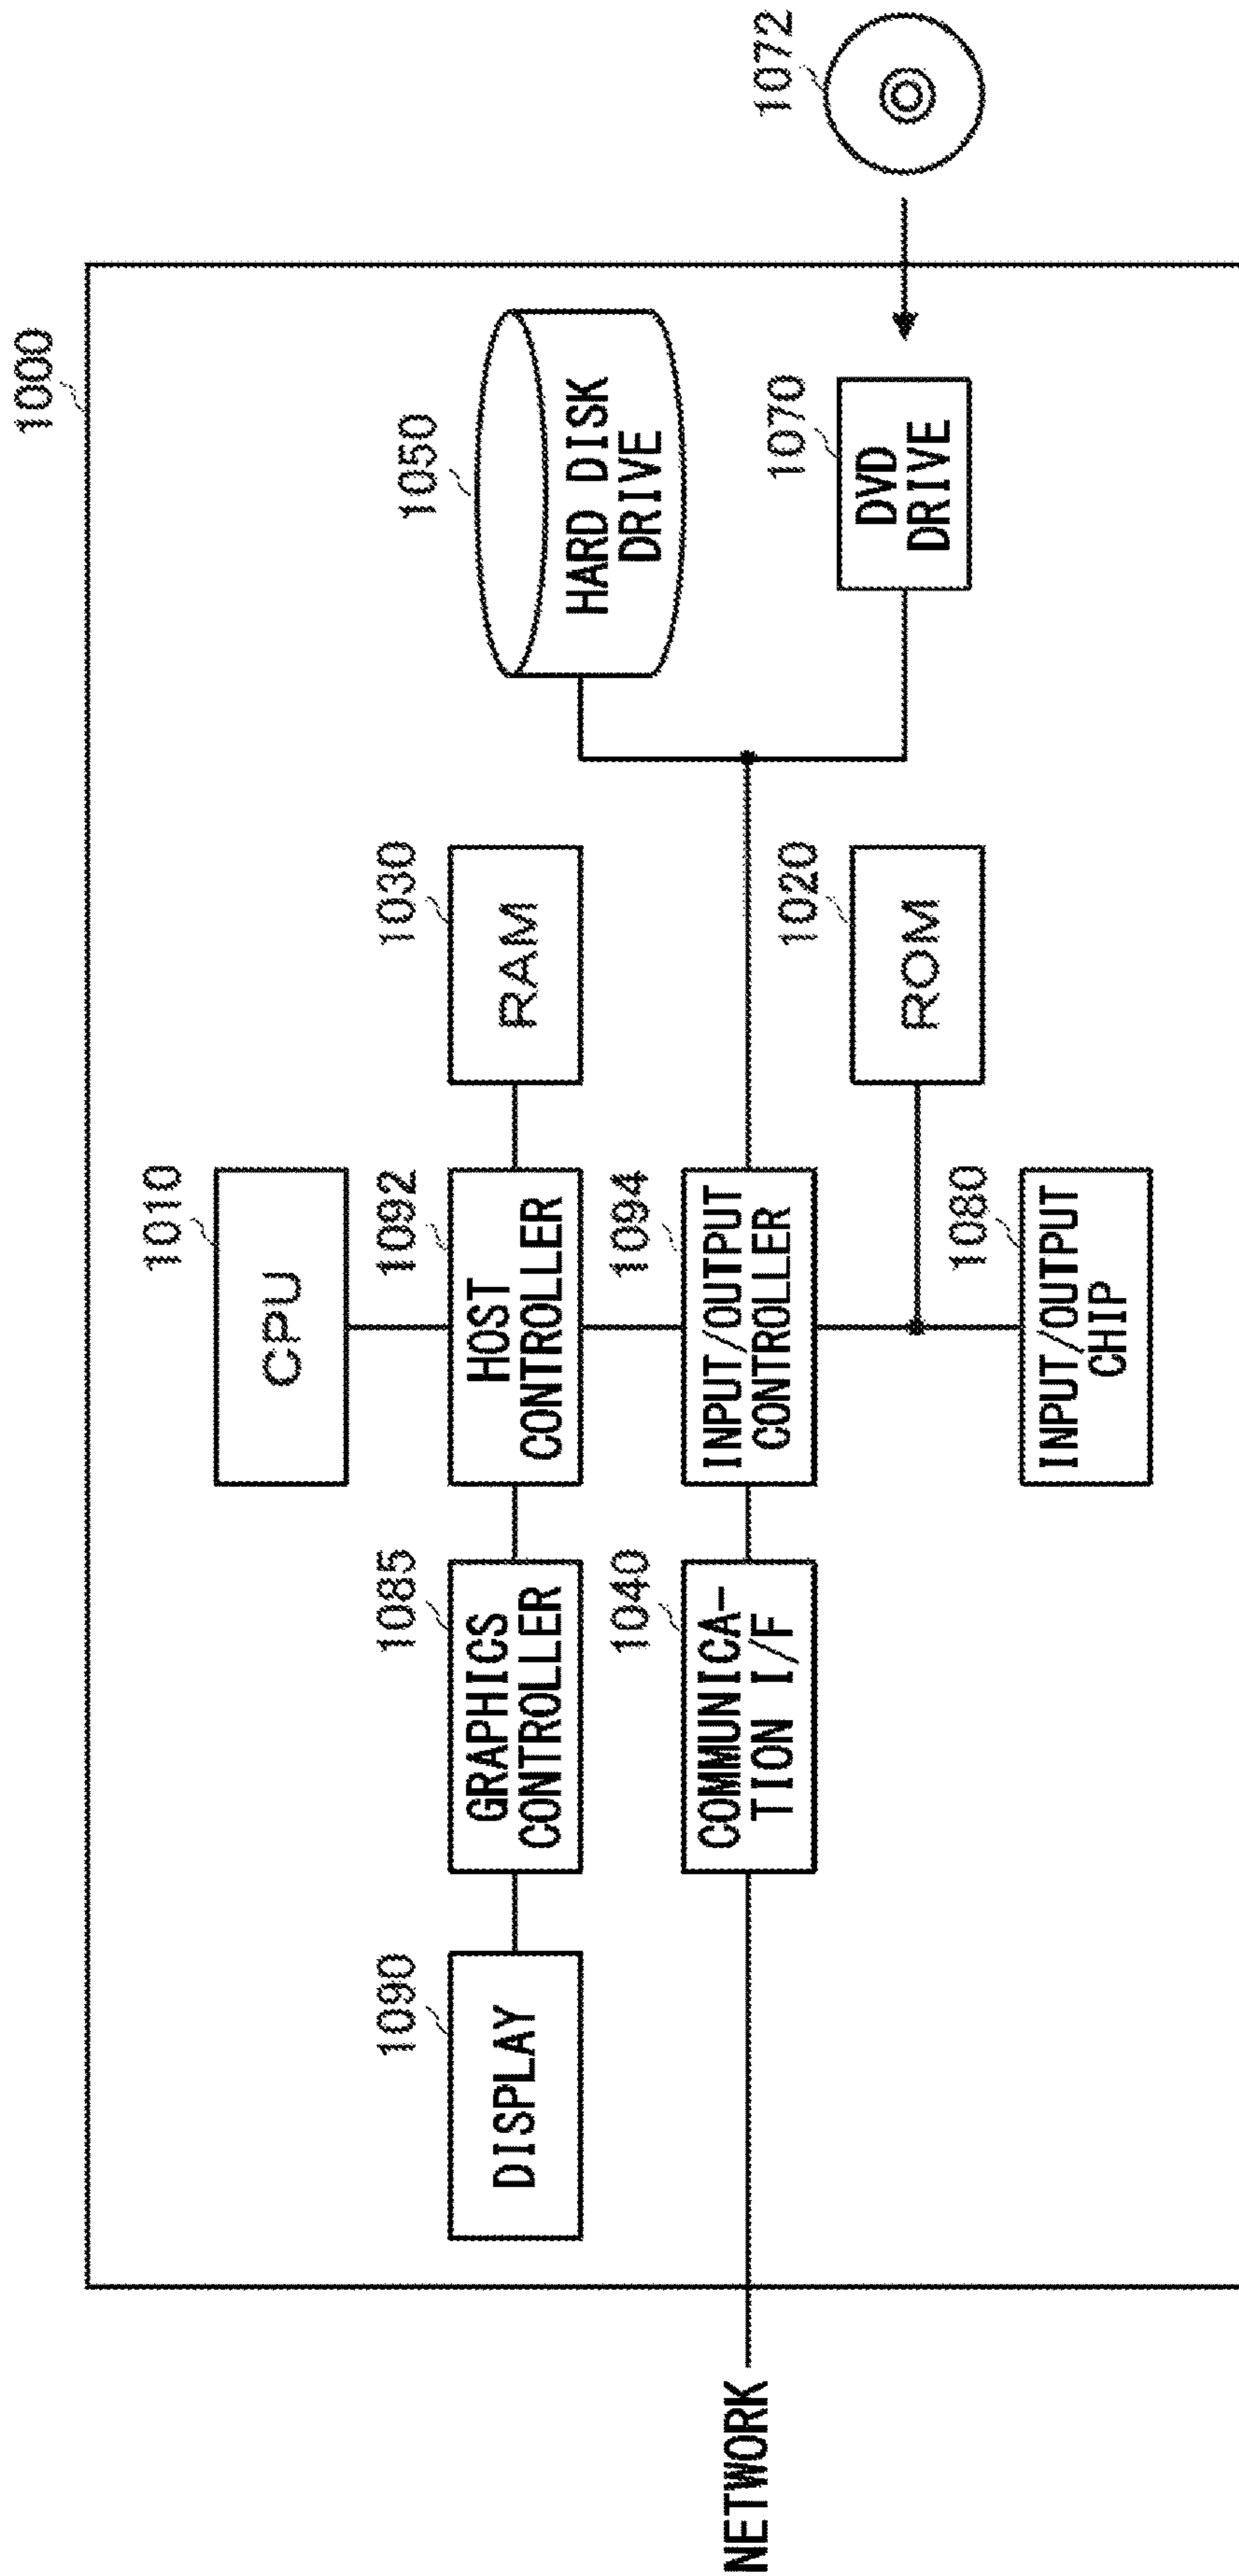 1000
1010
CPU
1090
DISPLAY
1085
GRAPHICS
CONTROLLER
1092
HOST
CONTROLLER
1030
RAM
1050
HARD DISK
DRIVE
NETWORK
1040
COMMUNICA-
TION I/F
1094
INPUT/OUTPUT
CONTROLLER
1020
ROM
1070
DVD
DRIVE
1072
1080
INPUT/OUTPUT
CHIP